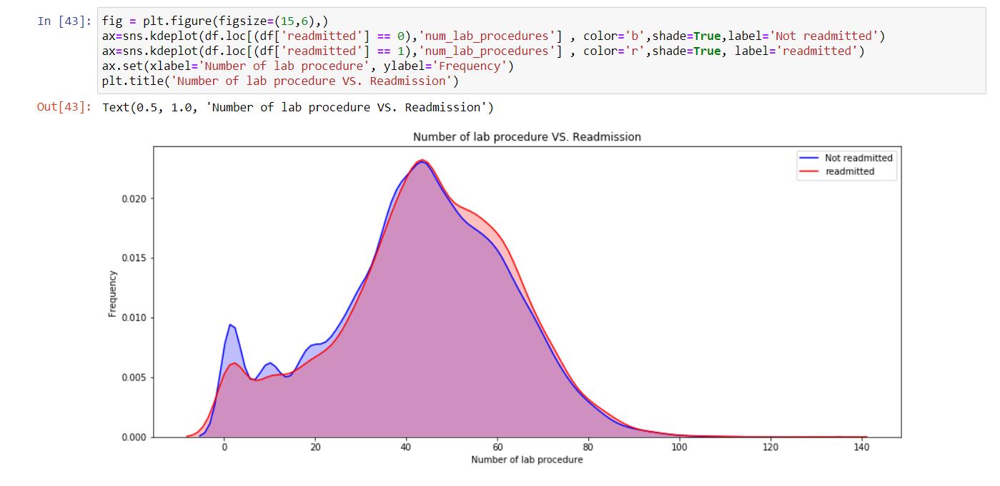 In [43]: fig = plt.figure(figsize=(15,6),)
ax=sns.kdeplot(df.loc[(df['readmitted'] == 0),'num_lab_procedures'] , color='b',shade=True,label='Not readmitted')
ax=sns.kdeplot(df.loc[(df['readmitted'] == 1),'num_lab_procedures'] , color='r',shade=True, label='readmitted')
ax.set(xlabel='Number of lab procedure', ylabel='Frequency')
plt.title('Number of lab procedure VS. Readmission')
Out[43]: Text(0.5, 1.0, 'Number of lab procedure VS. Readmission')
Number of lab procedure VS. Readmission
Not readmitted
readmitted
0.020
0.015
0.010
0.005
0.000
Frequency
0 20 40 60 80 100 120 140
Number of lab procedure